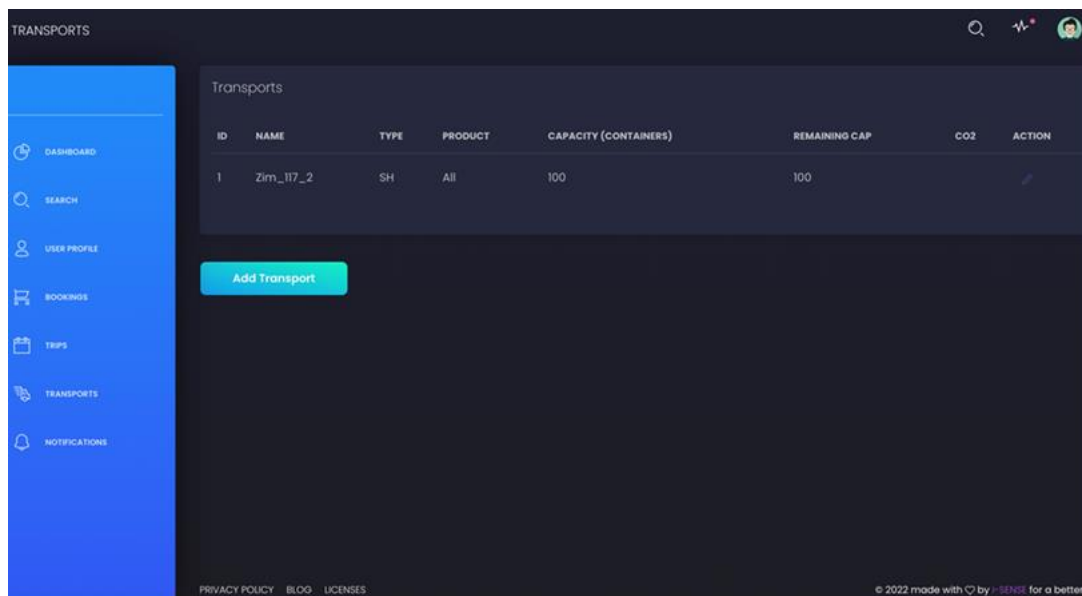 TRANSPORTS
DASHBOARD
SEARCH
USER PROFILE
BOOKINGS
TRIPS
TRANSPORTS
NOTIFICATIONS
Transports
ID NAME TYPE PRODUCT CAPACITY (CONTAINERS) REMAINING CAP CO2 ACTION
1 Zim_117_2 SH All 100 100
Add Transport
PRIVACY POLICY BLOG LICENSES
© 2022 made with by I-SENSE for a better